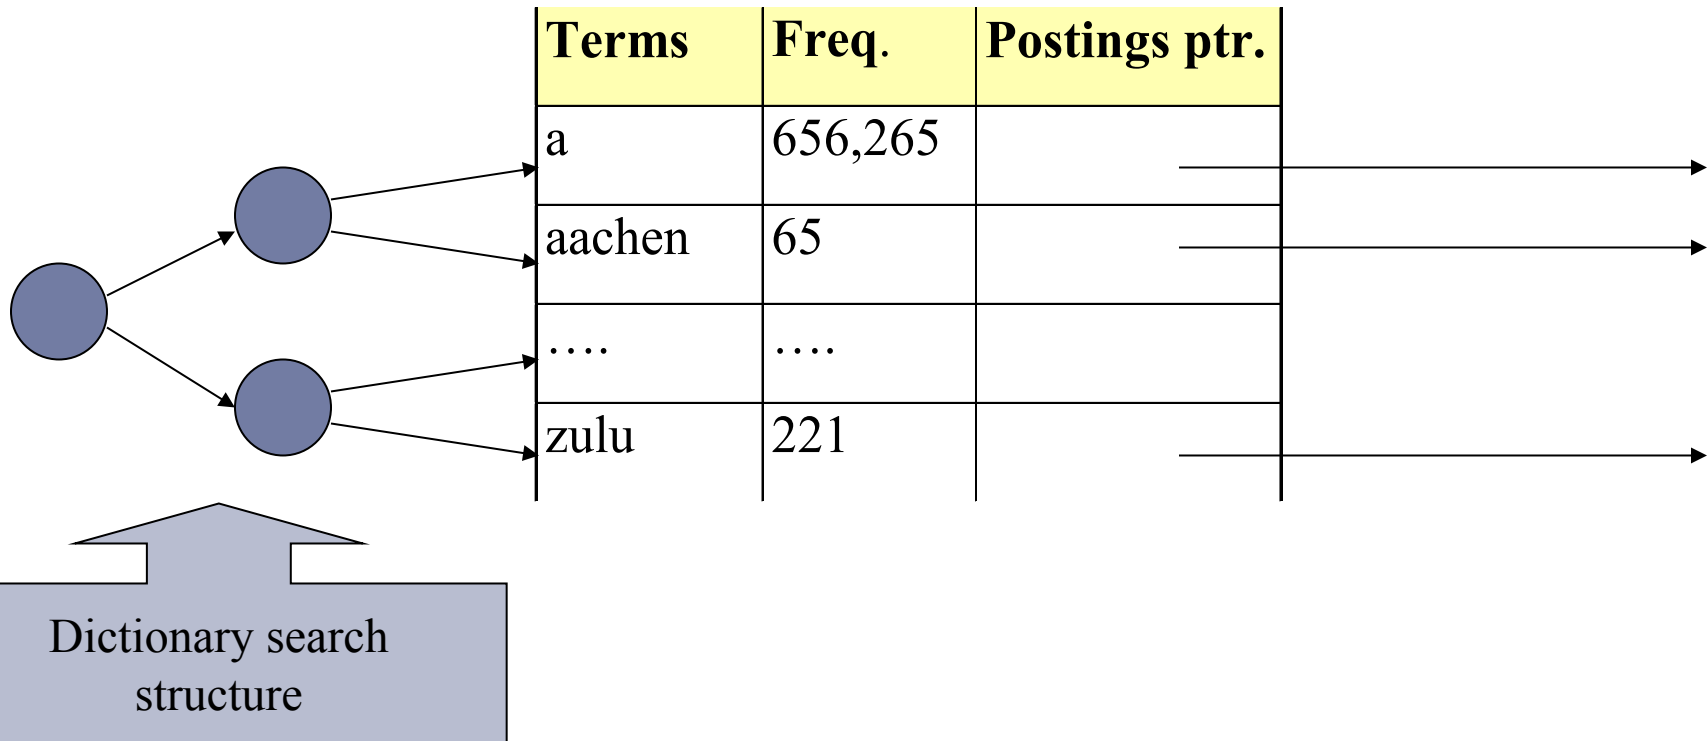 Terms Freq. Postings ptr.
a 656,265
aachen 65
…. ….
zulu 221
Dictionary search
structure